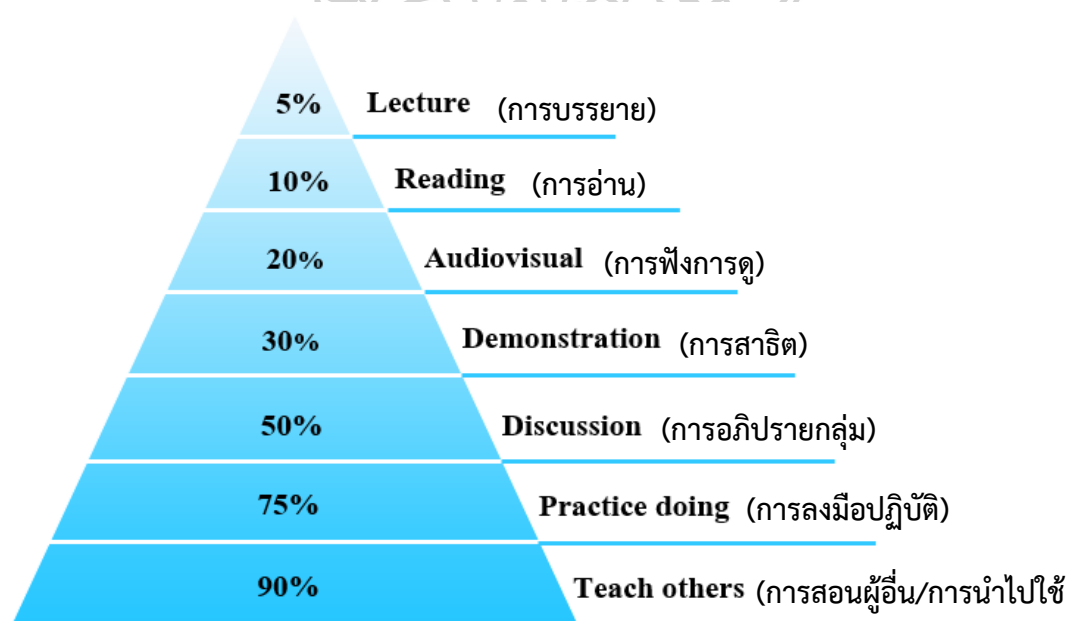 5% Lecture (การบรรยาย)
10% Reading (การอ่าน)
20% Audiovisual (การฟังการดู)
30% Demonstration (การสาธิต)
50% Discussion (การอภิปรายกลุ่ม)
75% Practice doing (การลงมือปฏิบัติ)
90% Teach others (การสอนผู้อื่น/การนำไปใช้